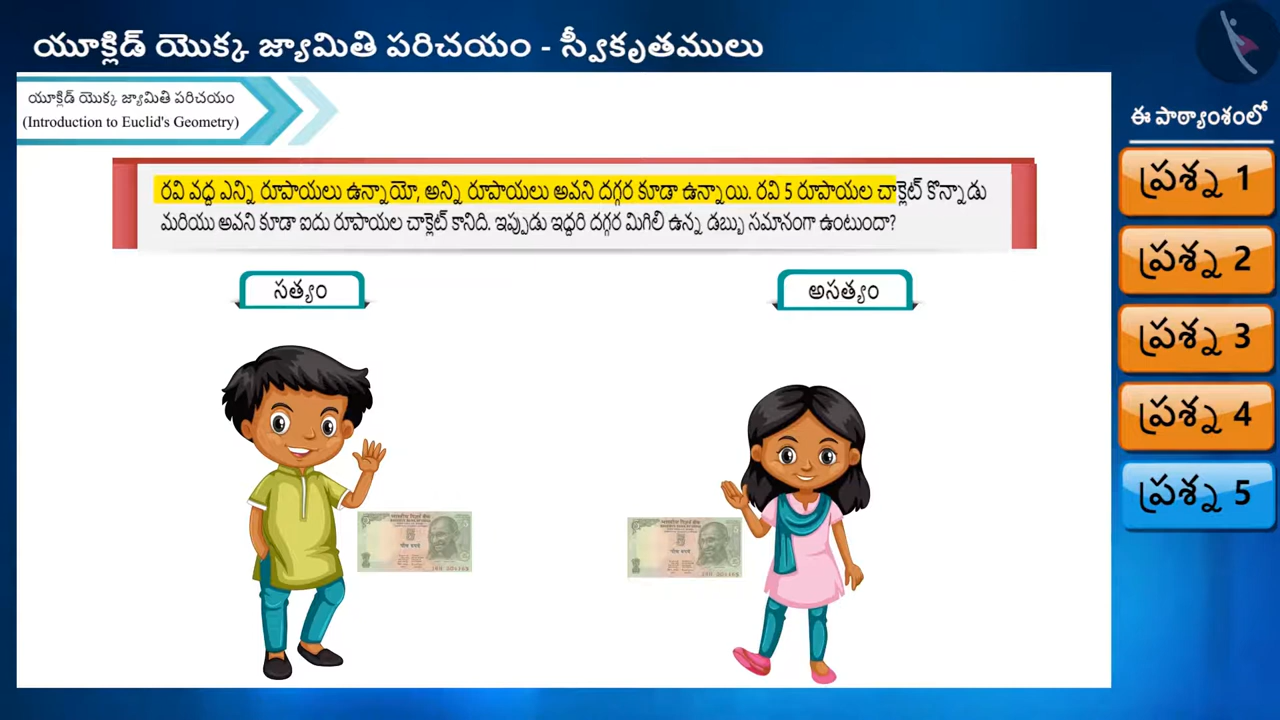 యూక్లిడ్ యొక్క జ్యామితి పరిచయం - స్వీకృతములు
యూక్లిడ్ యొక్క జ్యామితి పరిచయం
(Introduction to Euclid's Geometry)
రవి వద్ద ఎన్ని రూపాయలు ఉన్నాయో, అన్ని రూపాయలు అవని దగ్గర కూడా ఉన్నాయి. రవి 5 రూపాయల చాక్లెట్ కొన్నాడు
మరియు అవని కూడా ఐదు రూపాయల చాక్లెట్ కొనిది. ఇప్పుడు ఇద్దరి దగ్గర మిగిలి ఉన్న డబ్బు సమానంగా ఉంటుందా?
సత్యం
అసత్యం
ఈ పాఠ్యాంశంలో
ప్రశ్న 1
ప్రశ్న 2
ప్రశ్న 3
ప్రశ్న 4
ప్రశ్న 5